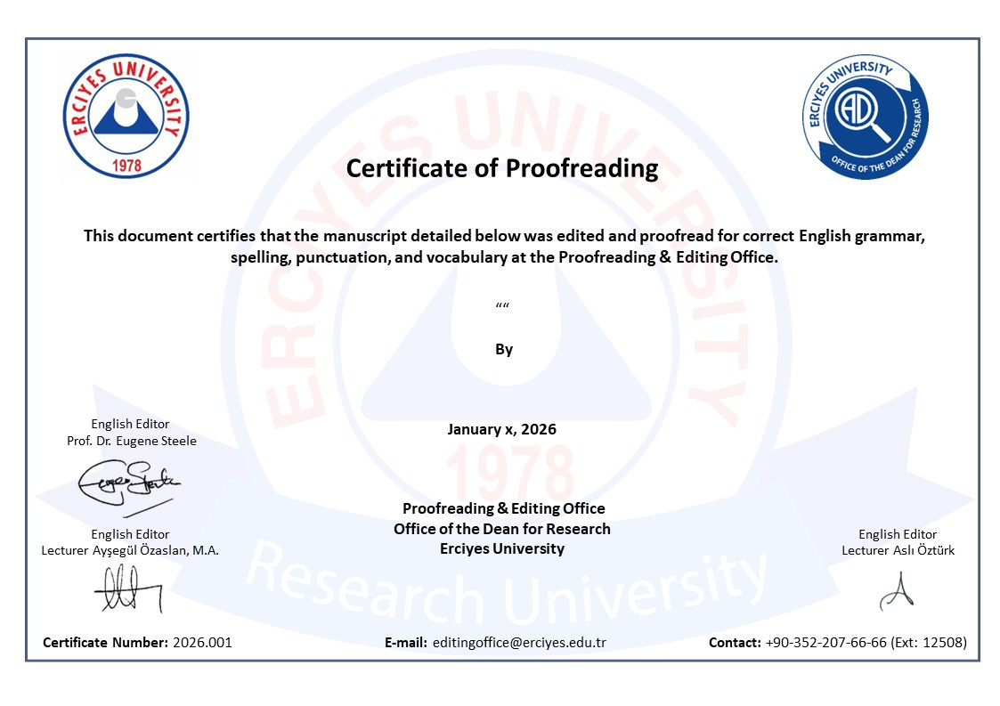 ERCIYES UNIVERSITY
1978
ERCIYES UNIVERSITY
AD
OFFICE OF THE DEAN FOR RESEARCH
Certificate of Proofreading
This document certifies that the manuscript detailed below was edited and proofread for correct English grammar,
spelling, punctuation, and vocabulary at the Proofreading & Editing Office.
““
By
English Editor
Prof. Dr. Eugene Steele
January x, 2026
Proofreading & Editing Office
Office of the Dean for Research
Erciyes University
English Editor
Lecturer Ayşegül Özaslan, M.A.
English Editor
Lecturer Aslı Öztürk
Certificate Number: 2026.001
E-mail: editingoffice@erciyes.edu.tr
Contact: +90-352-207-66-66 (Ext: 12508)
ERCIYES UNIVERSITY
1978
Research University